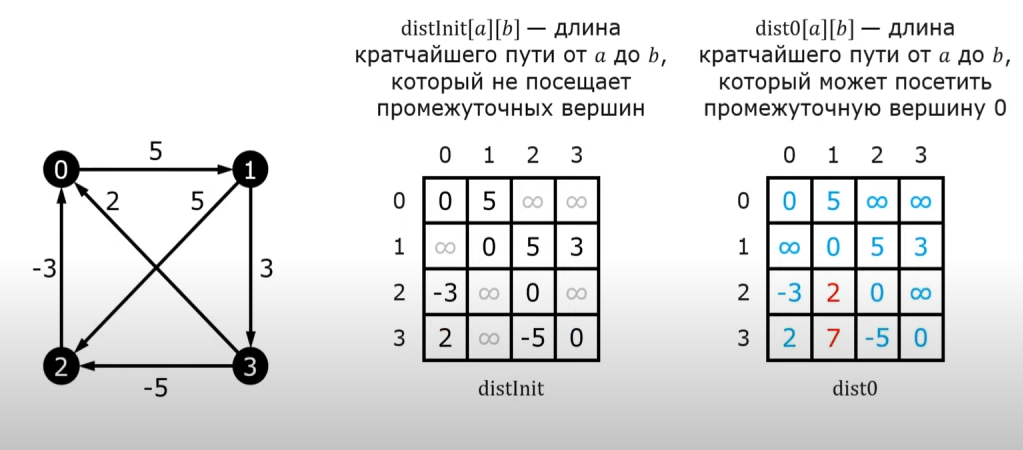 distInit[a][b] — длина
кратчайшего пути от a до b,
который не посещает
промежуточных вершин
dist0[a][b] — длина
кратчайшего пути от a до b,
который может посетить
промежуточную вершину 0
0 5 1
2 5
-3 3
2 -5 3
0 1 2 3
0 0 5 ∞ ∞
1 ∞ 0 5 3
2 -3 ∞ 0 ∞
3 2 ∞ -5 0
distInit
0 1 2 3
0 0 5 ∞ ∞
1 ∞ 0 5 3
2 -3 2 0 ∞
3 2 7 -5 0
dist0